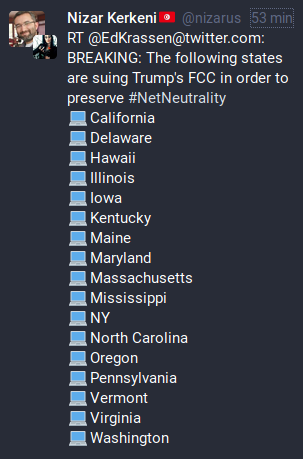 Nizar Kerkeni🇹🇳 @nizarus 53 min
RT @EdKrassen@twitter.com:
BREAKING: The following states
are suing Trump's FCC in order to
preserve #NetNeutrality
💻California
💻Delaware
💻Hawaii
💻Illinois
💻Iowa
💻Kentucky
💻Maine
💻Maryland
💻Massachusetts
💻Mississippi
💻NY
💻North Carolina
💻Oregon
💻Pennsylvania
💻Vermont
💻Virginia
💻Washington